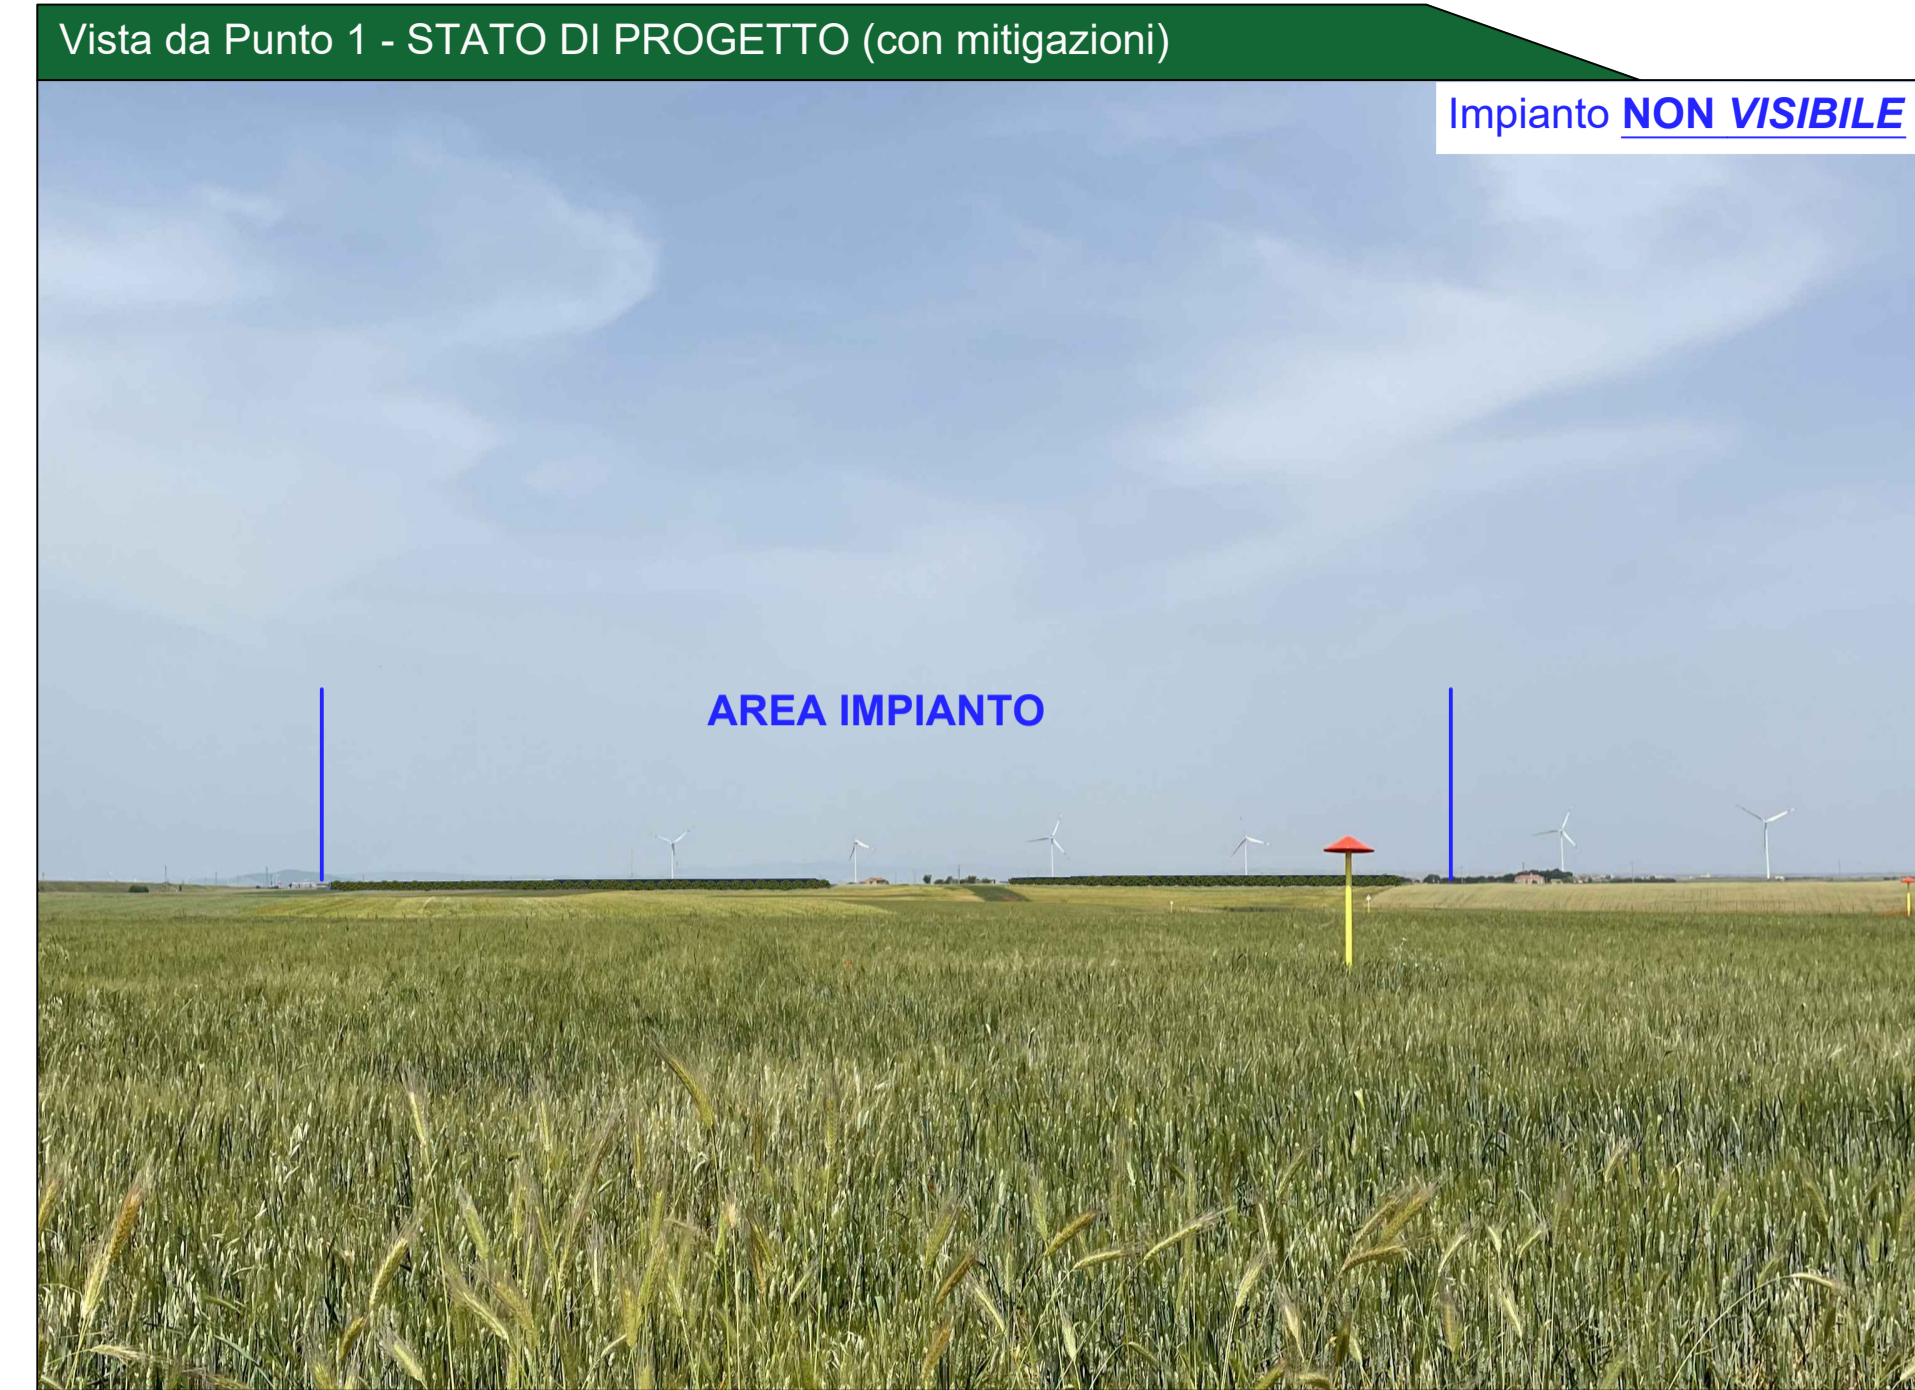 Vista da Punto 1 - STATO DI PROGETTO (con mitigazioni)
Impianto NON VISIBILE
AREA IMPIANTO